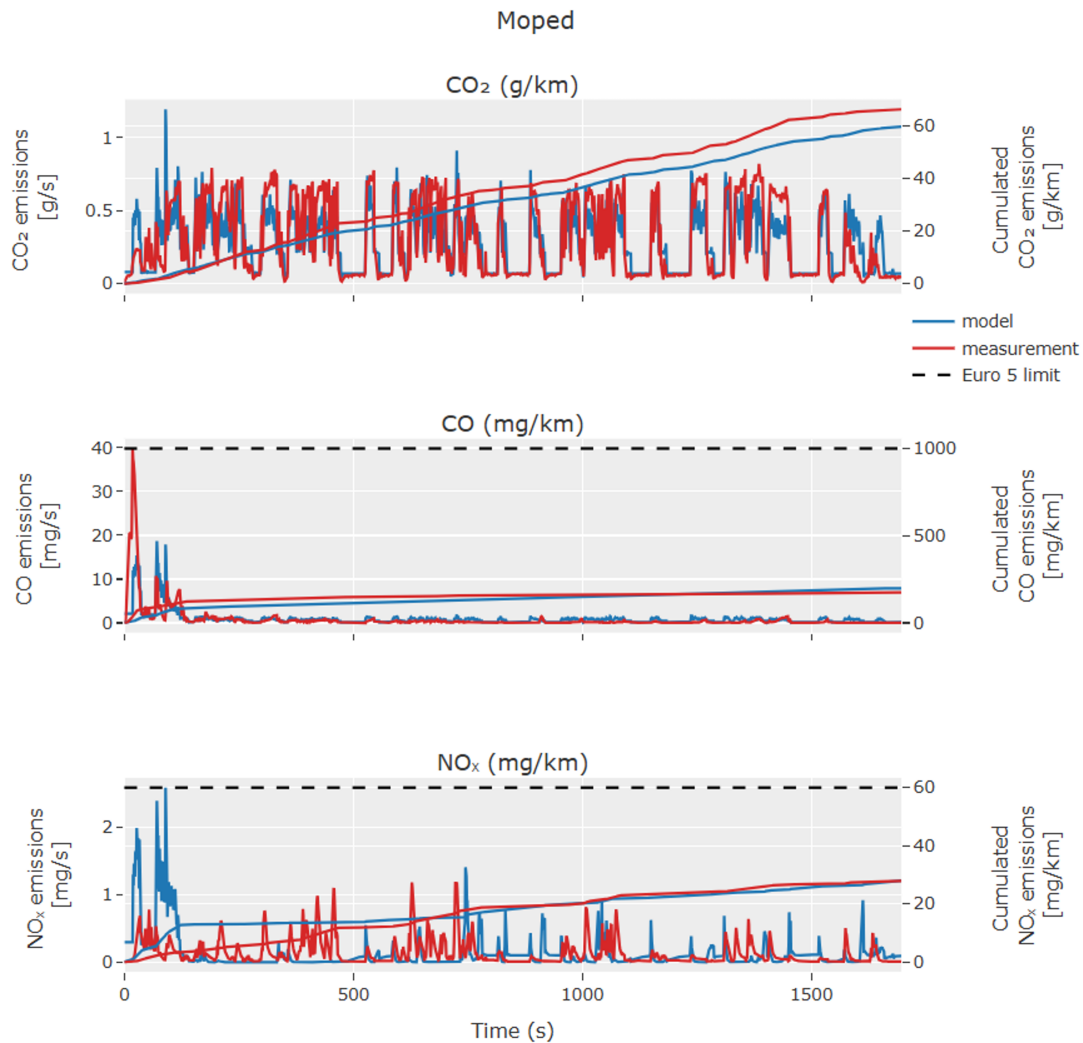 Moped
CO₂ (g/km)
CO₂ emissions
[g/s]
1
0.5
0
60
40
20
0
Cumulated
CO₂ emissions
[g/km]
model
measurement
Euro 5 limit
CO (mg/km)
CO emissions
[mg/s]
40
30
20
10
0
1000
500
0
Cumulated
CO emissions
[mg/km]
NOₓ (mg/km)
NOₓ emissions
[mg/s]
2
1
0
60
40
20
0
Cumulated
NOₓ emissions
[mg/km]
0 500 1000 1500
Time (s)